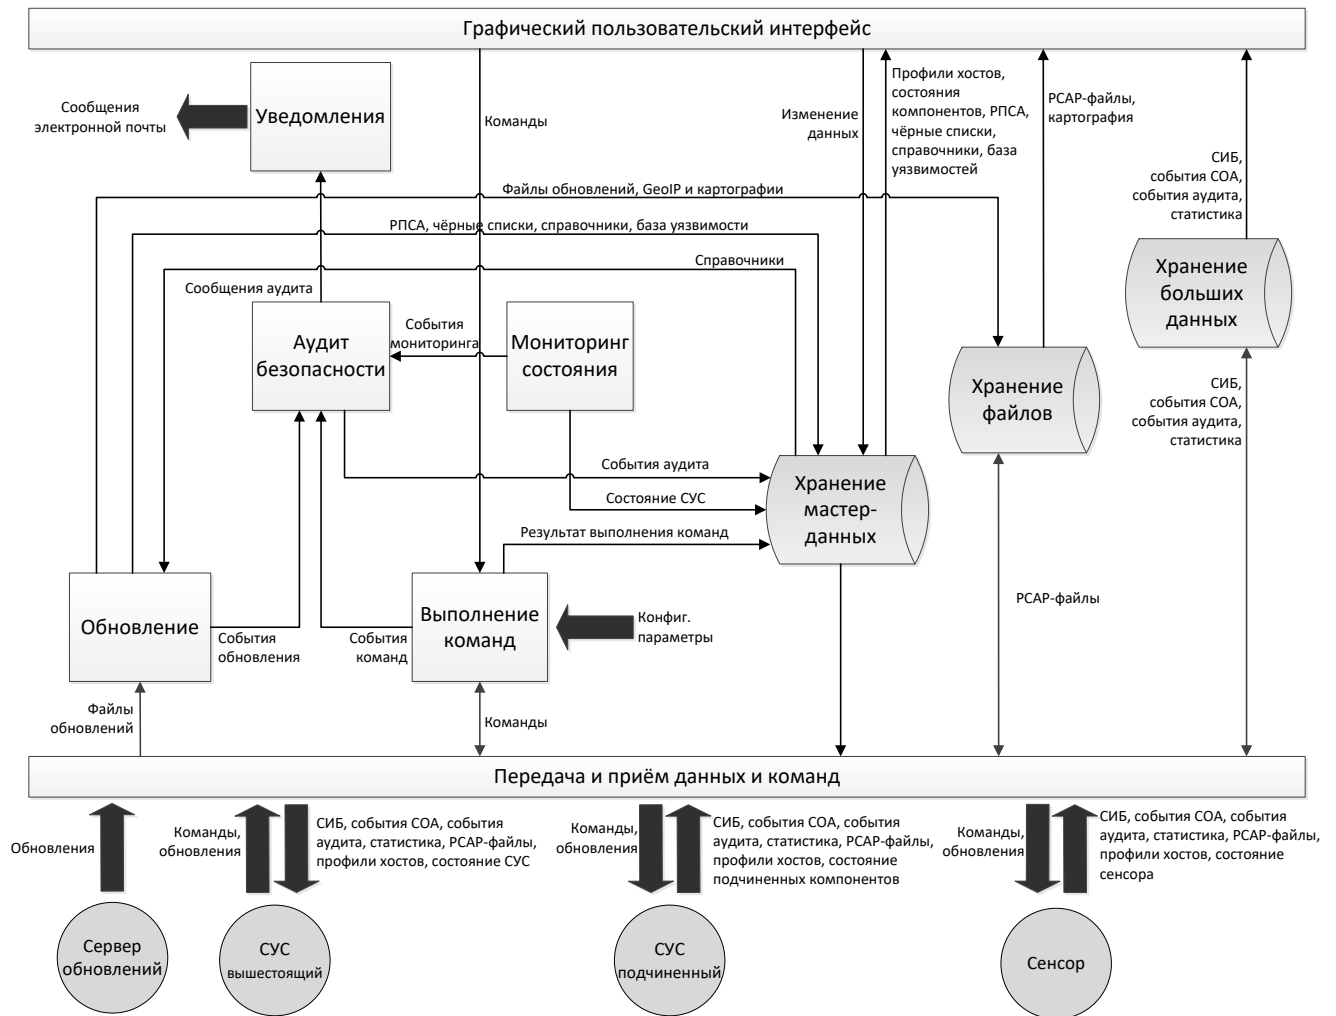 Графический пользовательский интерфейс
Сообщения
электронной почты
Уведомления
Команды
Изменение
данных
Профили хостов,
состояния
компонентов, РПСА,
чёрные списки,
справочники, база
уязвимостей
PCAP-файлы,
картография
СИБ,
события СОА,
события аудита,
статистика
Файлы обновлений, GeoIP и картографии
РПСА, чёрные списки, справочники, база уязвимости
Справочники
Сообщения аудита
Хранение
больших
данных
Аудит
безопасности
События
мониторинга
Мониторинг
состояния
Хранение
файлов
СИБ,
события СОА,
события аудита,
статистика
События аудита
Состояние СУС
Результат выполнения команд
Хранение
мастер-
данных
Обновление
События
обновления
События
команд
Выполнение
команд
Конфиг.
параметры
PCAP-файлы
Файлы
обновлений
Команды
Передача и приём данных и команд
Обновления
Команды,
обновления
СИБ, события СОА, события
аудита, статистика, PCAP-файлы,
профили хостов, состояние СУС
Команды,
обновления
СИБ, события СОА, события
аудита, статистика, PCAP-файлы,
профили хостов, состояние
подчиненных компонентов
Команды,
обновления
СИБ, события СОА, события
аудита, статистика, PCAP-файлы,
профили хостов, состояние
сенсора
Сервер
обновлений
СУС
вышестоящий
СУС
подчиненный
Сенсор